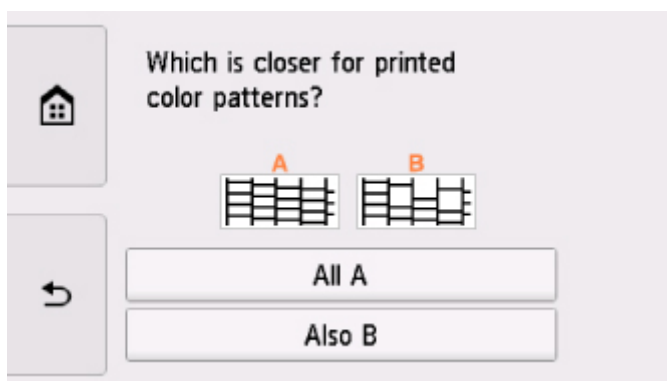 Which is closer for printed
color patterns?
A B
All A
Also B